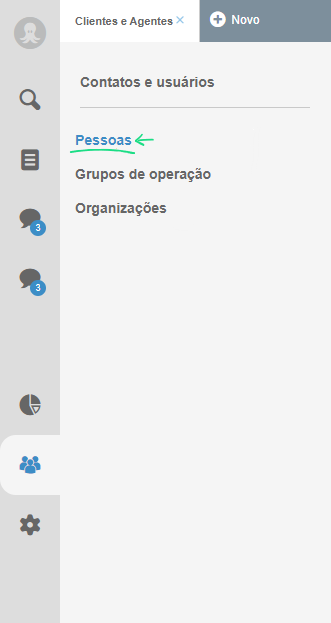 Clientes e Agentes ×
Novo
Contatos e usuários
Pessoas
Grupos de operação
Organizações
3
3